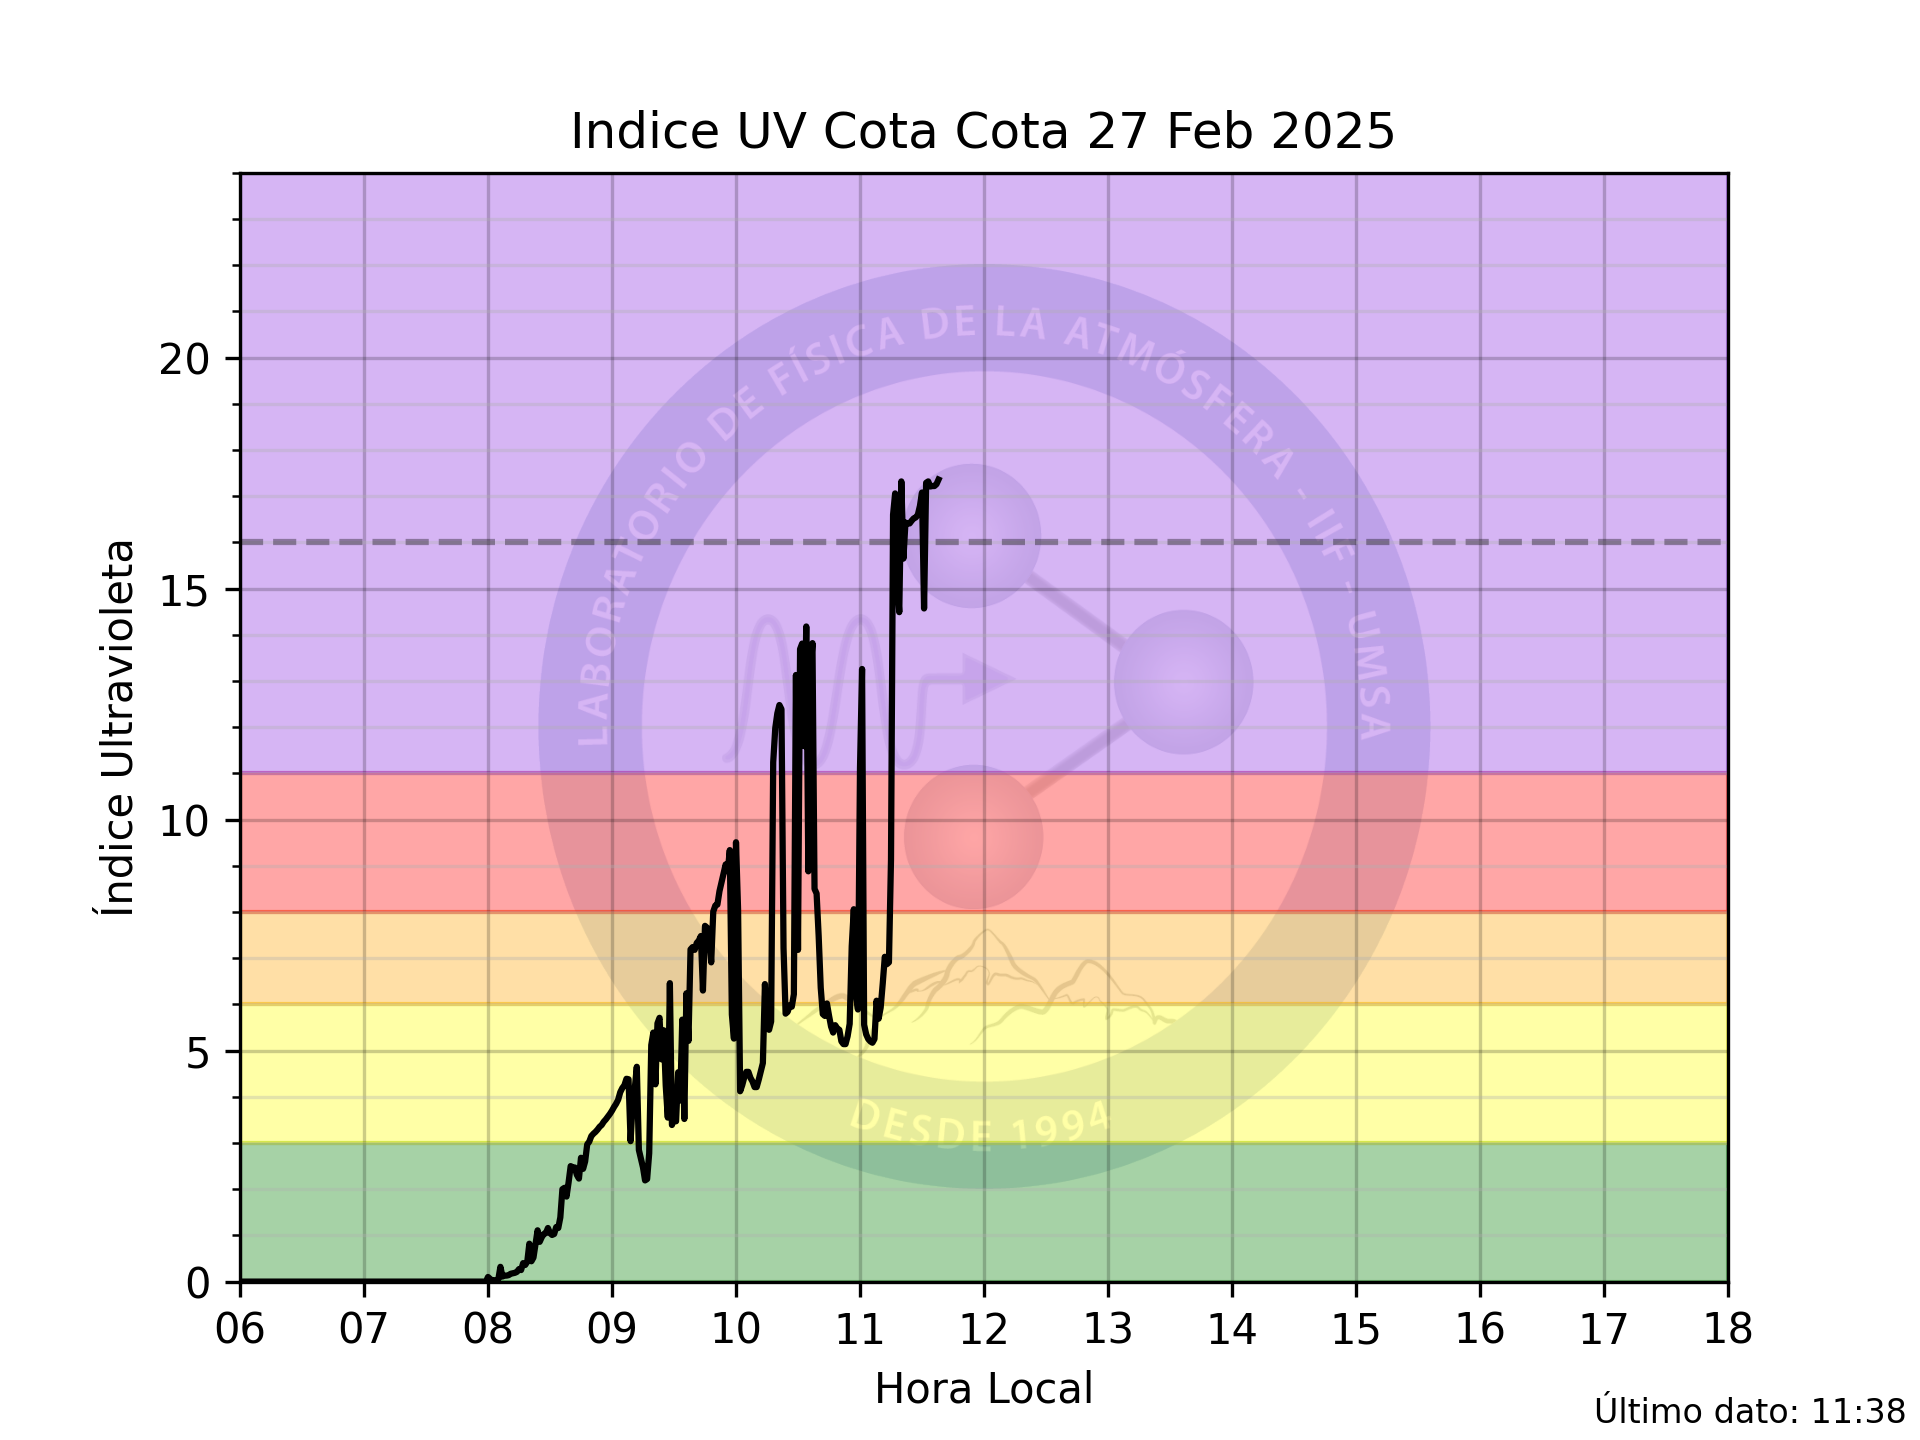 Indice UV Cota Cota 27 Feb 2025
20
15
10
5
0
Índice Ultravioleta
LABORATORIO DE FÍSICA DE LA ATMÓSFERA - IIF - UMSA
DESDE 1994
06 07 08 09 10 11 12 13 14 15 16 17 18
Hora Local
Último dato: 11:38